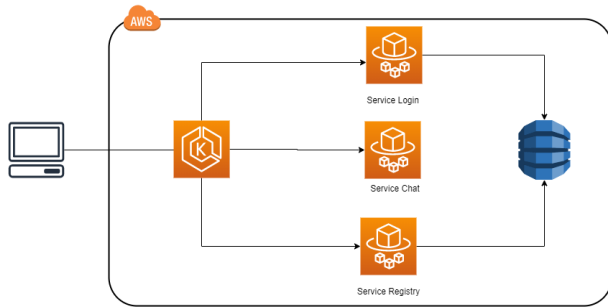 AWS
Service Login
K
Service Chat
Service Registry